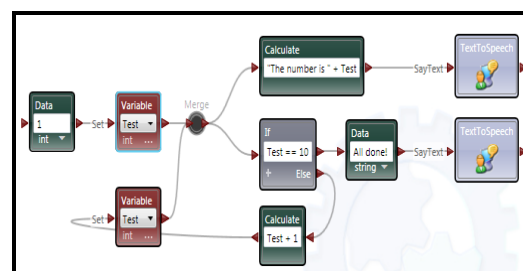 Data
1
int
Set
Variable
Test
int ...
Merge
Calculate
"The number is " + Test
SayText
TextToSpeech
If
Test == 10
÷ Else
Data
All done!
string
SayText
TextToSpeech
Set
Variable
Test
int ...
Calculate
Test + 1